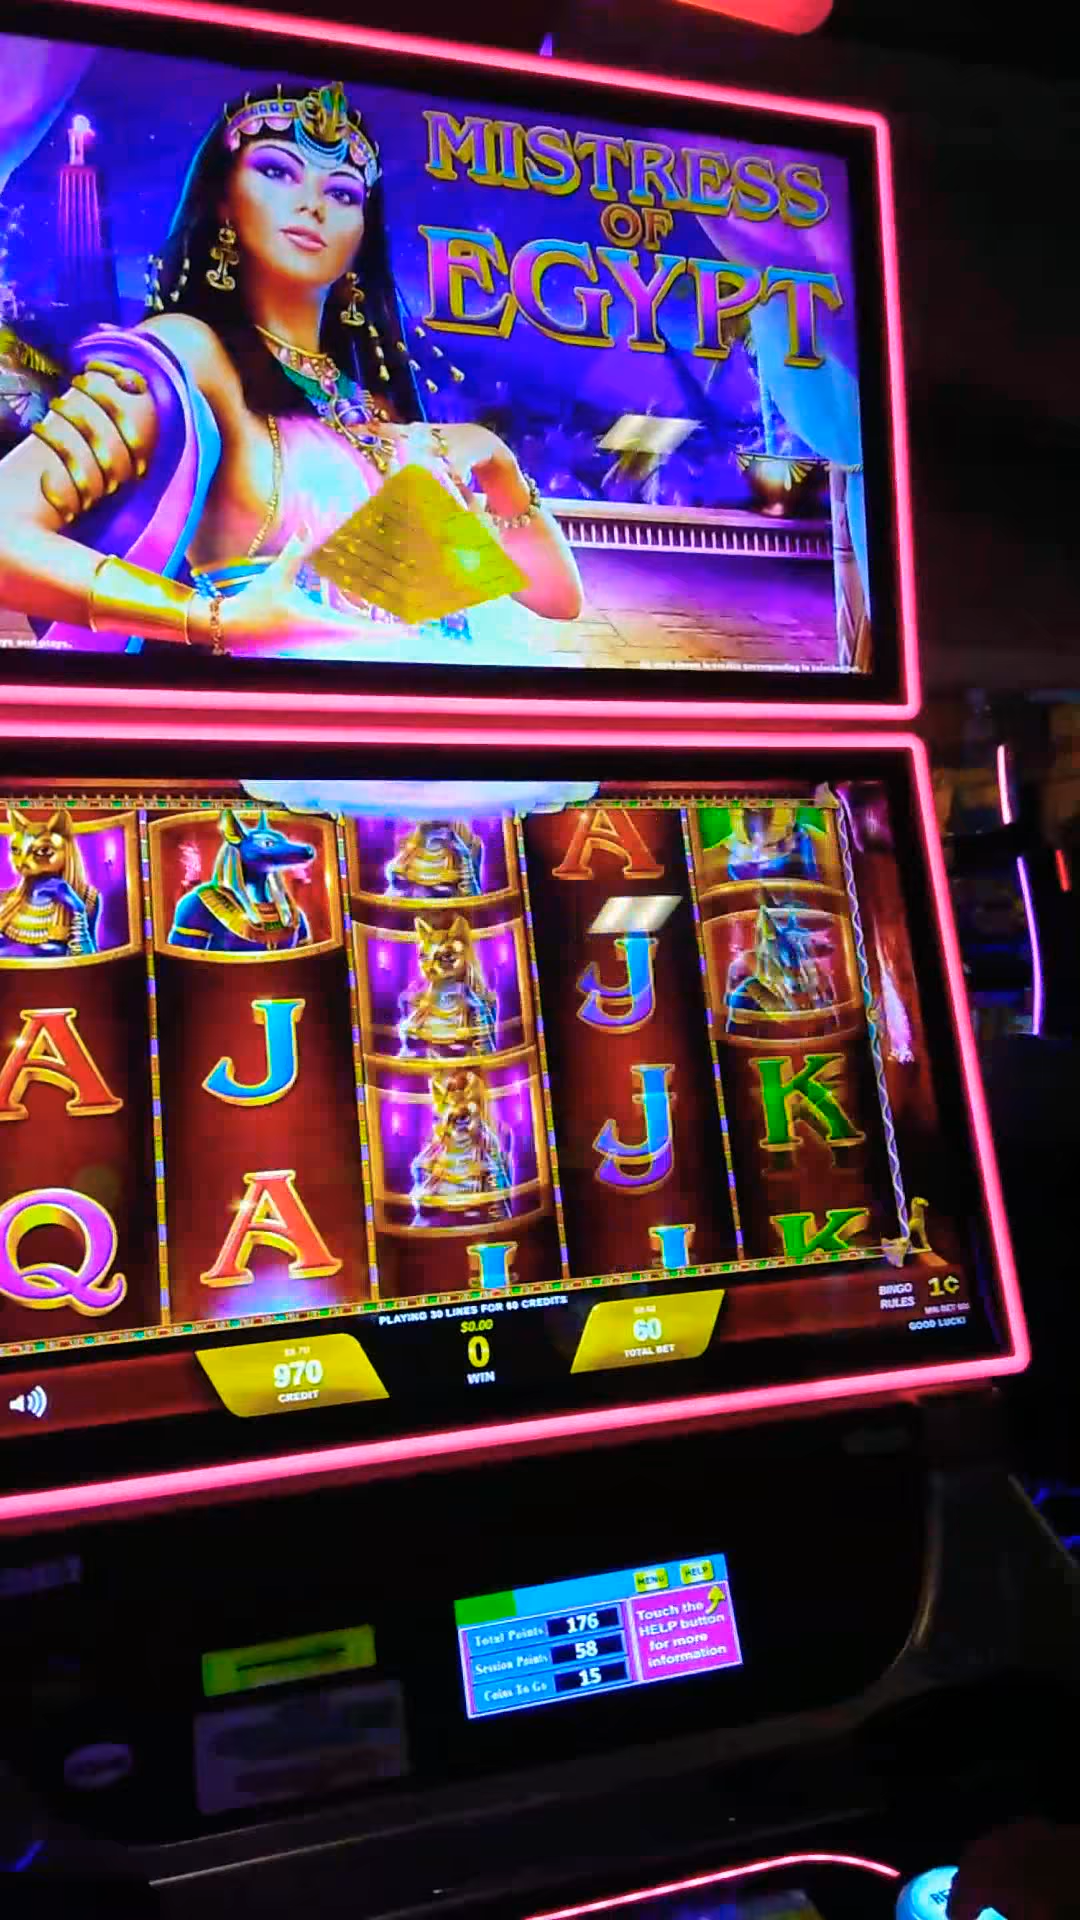 MISTRESS
OF
EGYPT
A
J
A
J
J
K
Q
A
K
PLAYING 30 LINES FOR 60 CREDITS
$0.00
0
WIN
970
CREDIT
60
TOTAL BET
BINGO
RULES
1¢
GOOD LUCK!
MENU
HELP
Total Points 176
Session Points 58
Coins To Go 15
Touch the
HELP button
for more
information